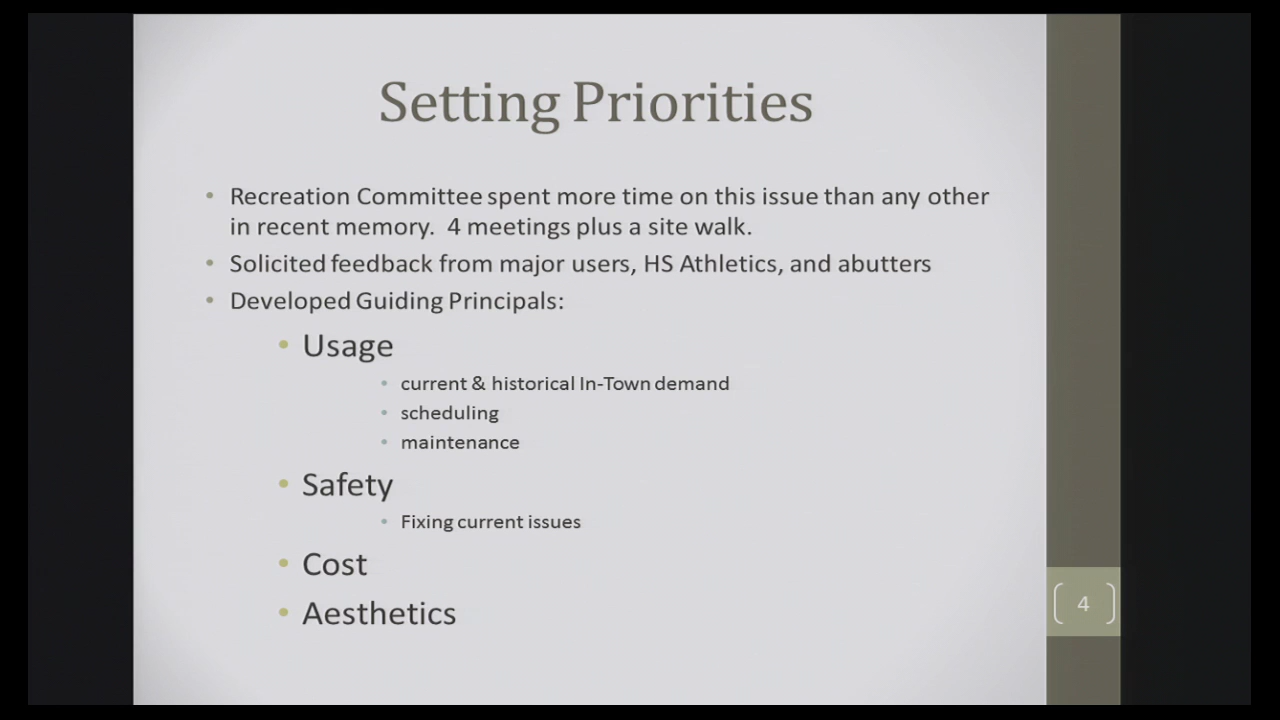 Setting Priorities
• Recreation Committee spent more time on this issue than any other
in recent memory.  4 meetings plus a site walk.
• Solicited feedback from major users, HS Athletics, and abutters
• Developed Guiding Principals:
• Usage
• current & historical In-Town demand
• scheduling
• maintenance
• Safety
• Fixing current issues
• Cost
• Aesthetics
4